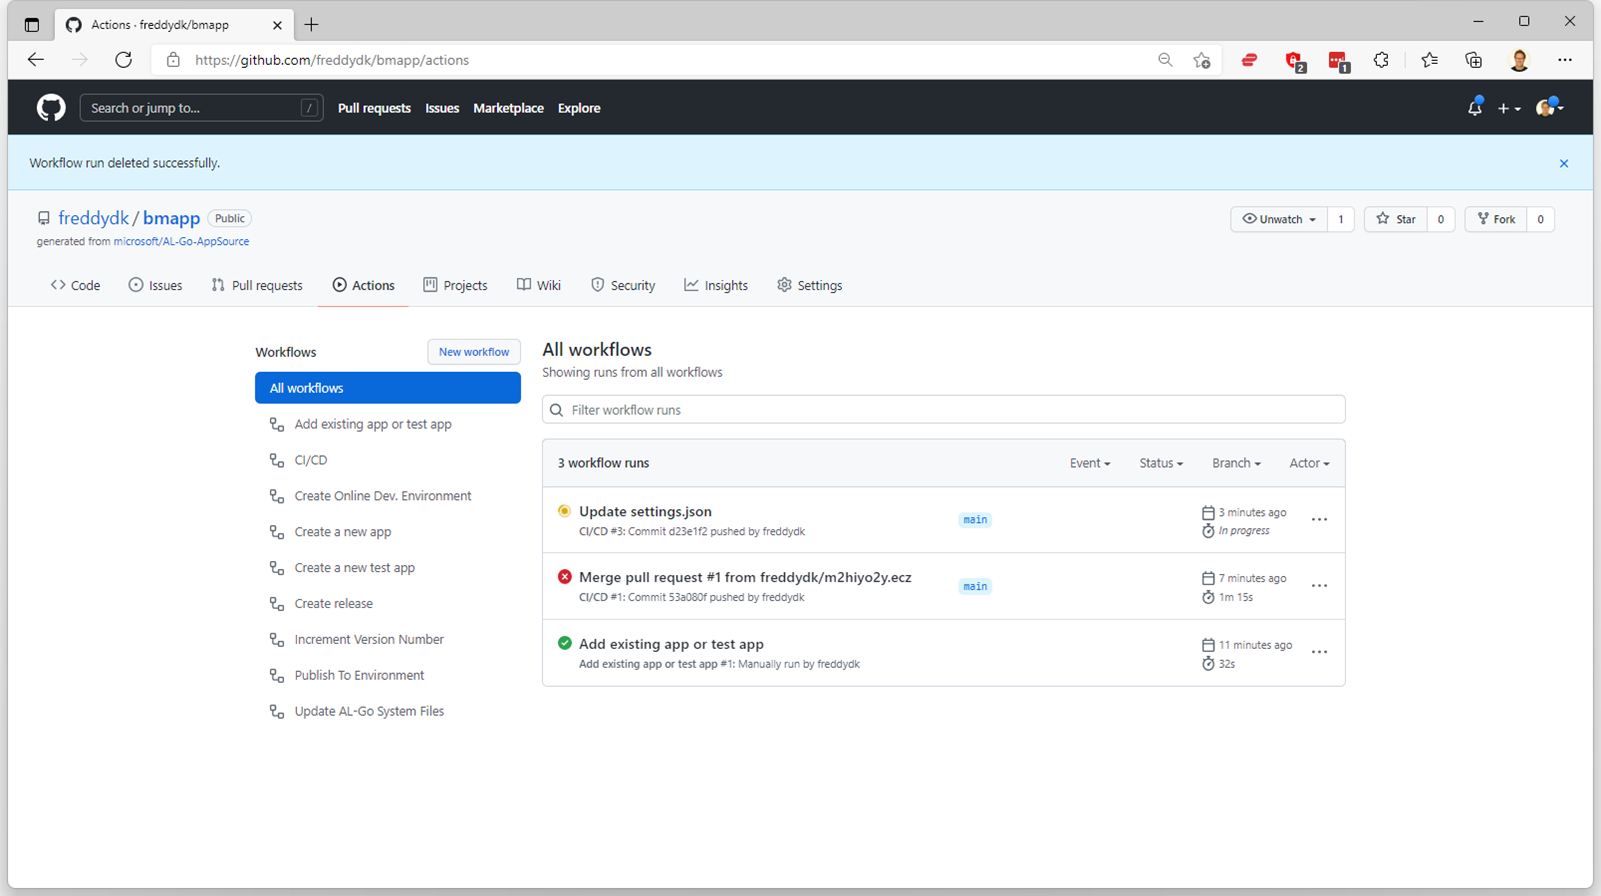 Actions · freddydk/bmapp
https://github.com/freddydk/bmapp/actions
2
1
Search or jump to...
/
Pull requests
Issues
Marketplace
Explore
Workflow run deleted successfully.
freddydk / bmapp
Public
Unwatch
1
Star
0
Fork
0
generated from microsoft/AL-Go-AppSource
Code
Issues
Pull requests
Actions
Projects
Wiki
Security
Insights
Settings
Workflows
New workflow
All workflows
Add existing app or test app
CI/CD
Create Online Dev. Environment
Create a new app
Create a new test app
Create release
Increment Version Number
Publish To Environment
Update AL-Go System Files
All workflows
Showing runs from all workflows
Filter workflow runs
3 workflow runs
Event
Status
Branch
Actor
Update settings.json
CI/CD #3: Commit d23e1f2 pushed by freddydk
main
3 minutes ago
In progress
Merge pull request #1 from freddydk/m2hiyo2y.ecz
CI/CD #1: Commit 53a080f pushed by freddydk
main
7 minutes ago
1m 15s
Add existing app or test app
Add existing app or test app #1: Manually run by freddydk
11 minutes ago
32s